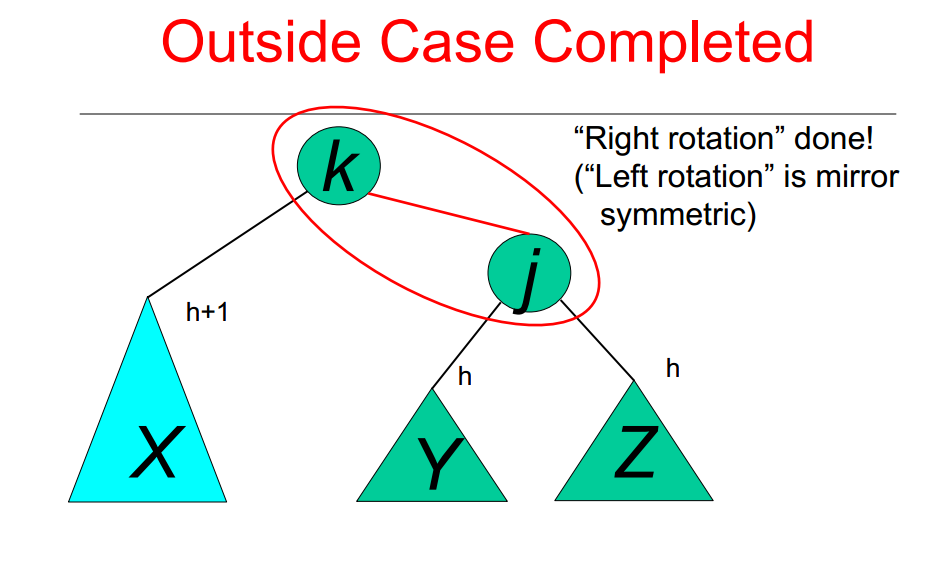 Outside Case Completed
“Right rotation” done!
(“Left rotation” is mirror
symmetric)
k
j
h+1
h
h
X
Y
Z